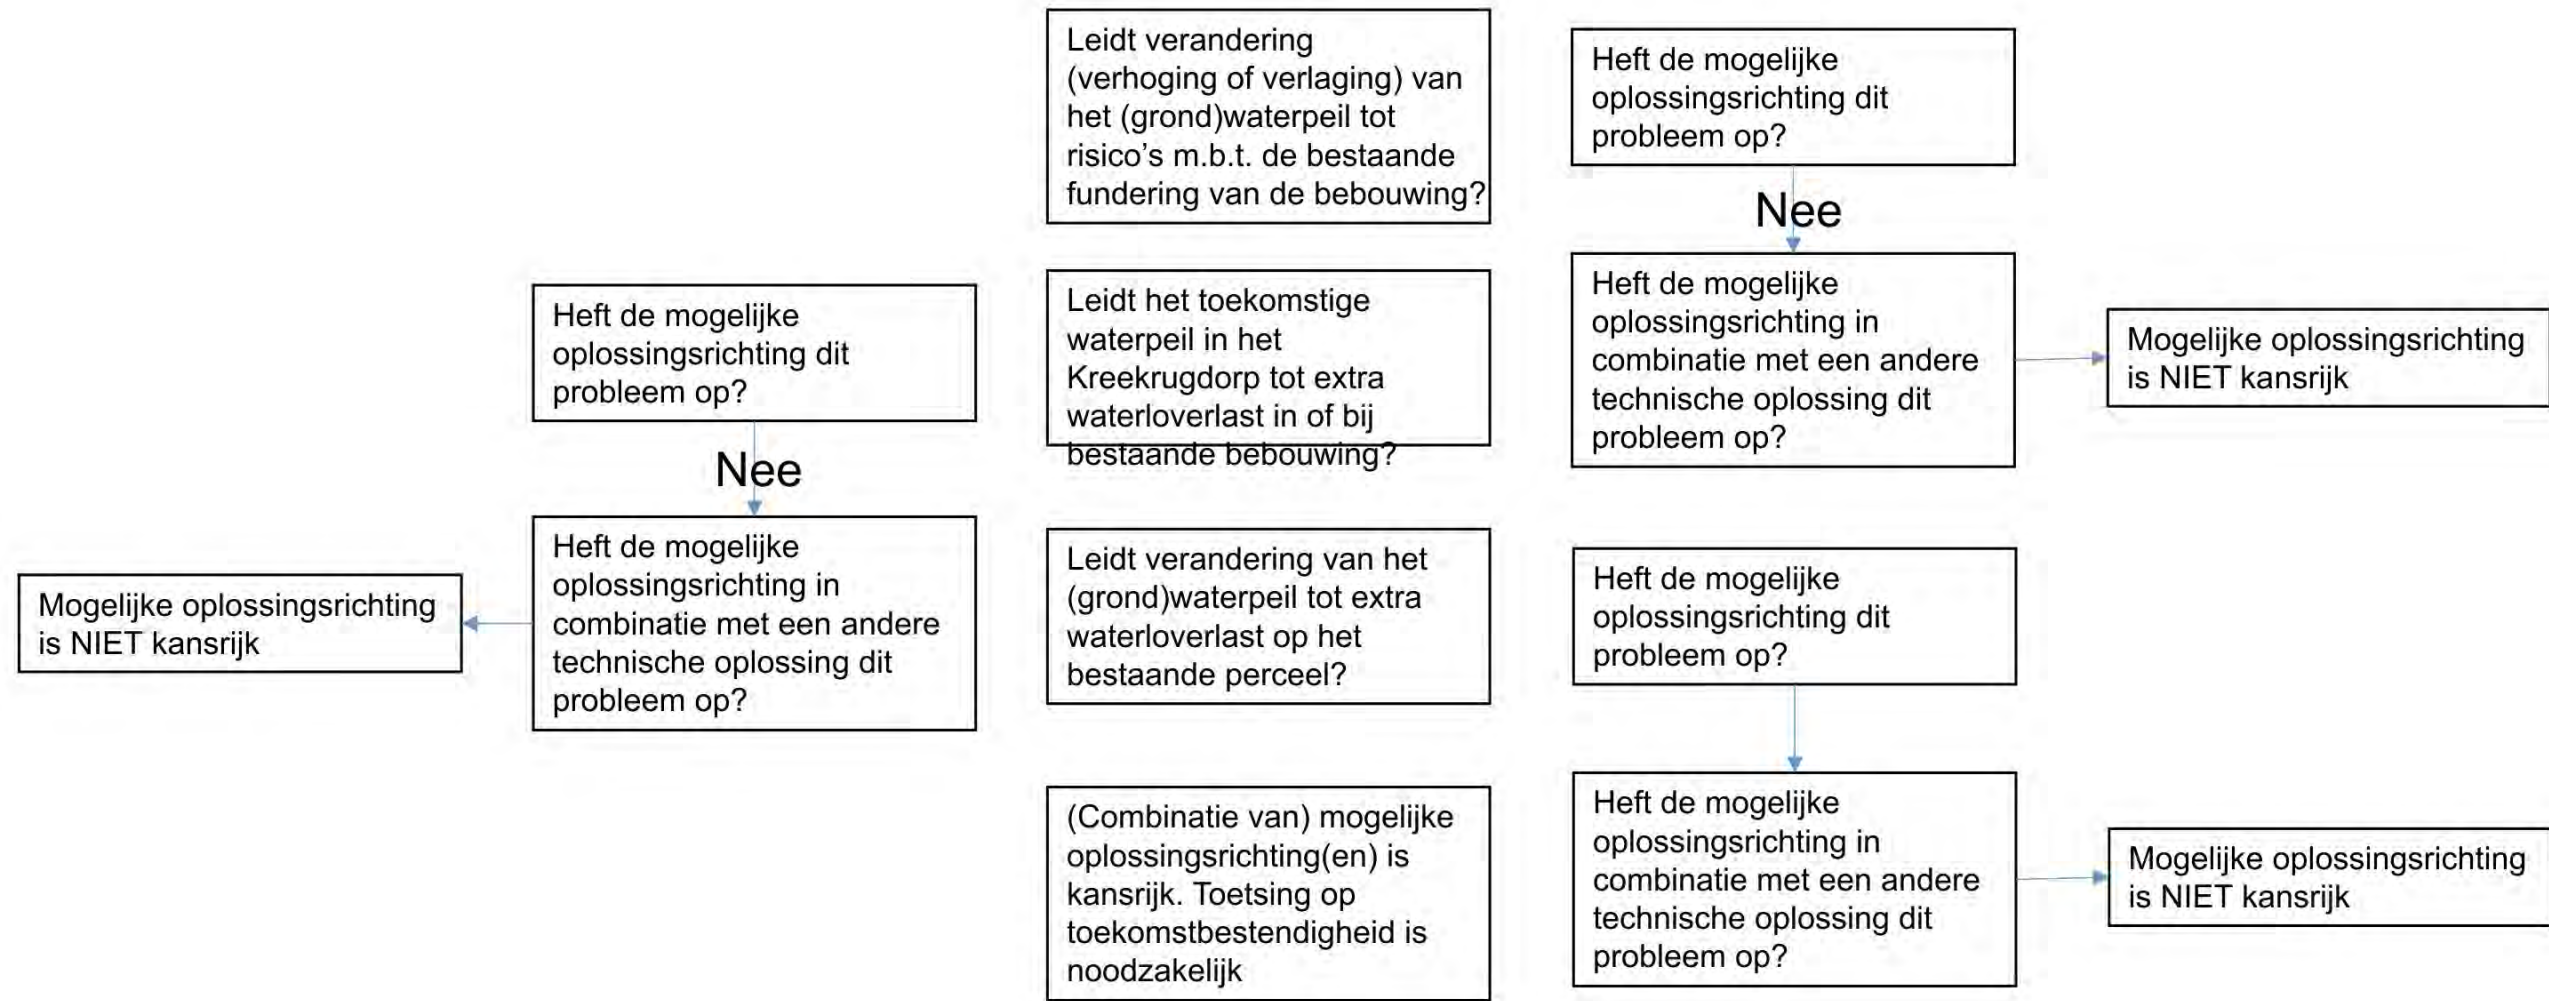 Leidt verandering
(verhoging of verlaging) van
het (grond)waterpeil tot
risico's m.b.t. de bestaande
fundering van de bebouwing?
Heft de mogelijke
oplossingsrichting dit
probleem op?
Nee
Heft de mogelijke
oplossingsrichting in
combinatie met een andere
technische oplossing dit
probleem op?
Mogelijke oplossingsrichting
is NIET kansrijk
Leidt het toekomstige
waterpeil in het
Kreekrugdorp tot extra
waterloverlast in of bij
bestaande bebouwing?
Heft de mogelijke
oplossingsrichting dit
probleem op?
Nee
Heft de mogelijke
oplossingsrichting in
combinatie met een andere
technische oplossing dit
probleem op?
Mogelijke oplossingsrichting
is NIET kansrijk
Leidt verandering van het
(grond)waterpeil tot extra
waterloverlast op het
bestaande perceel?
Heft de mogelijke
oplossingsrichting dit
probleem op?
Heft de mogelijke
oplossingsrichting in
combinatie met een andere
technische oplossing dit
probleem op?
Mogelijke oplossingsrichting
is NIET kansrijk
(Combinatie van) mogelijke
oplossingsrichting(en) is
kansrijk. Toetsing op
toekomstbestendigheid is
noodzakelijk